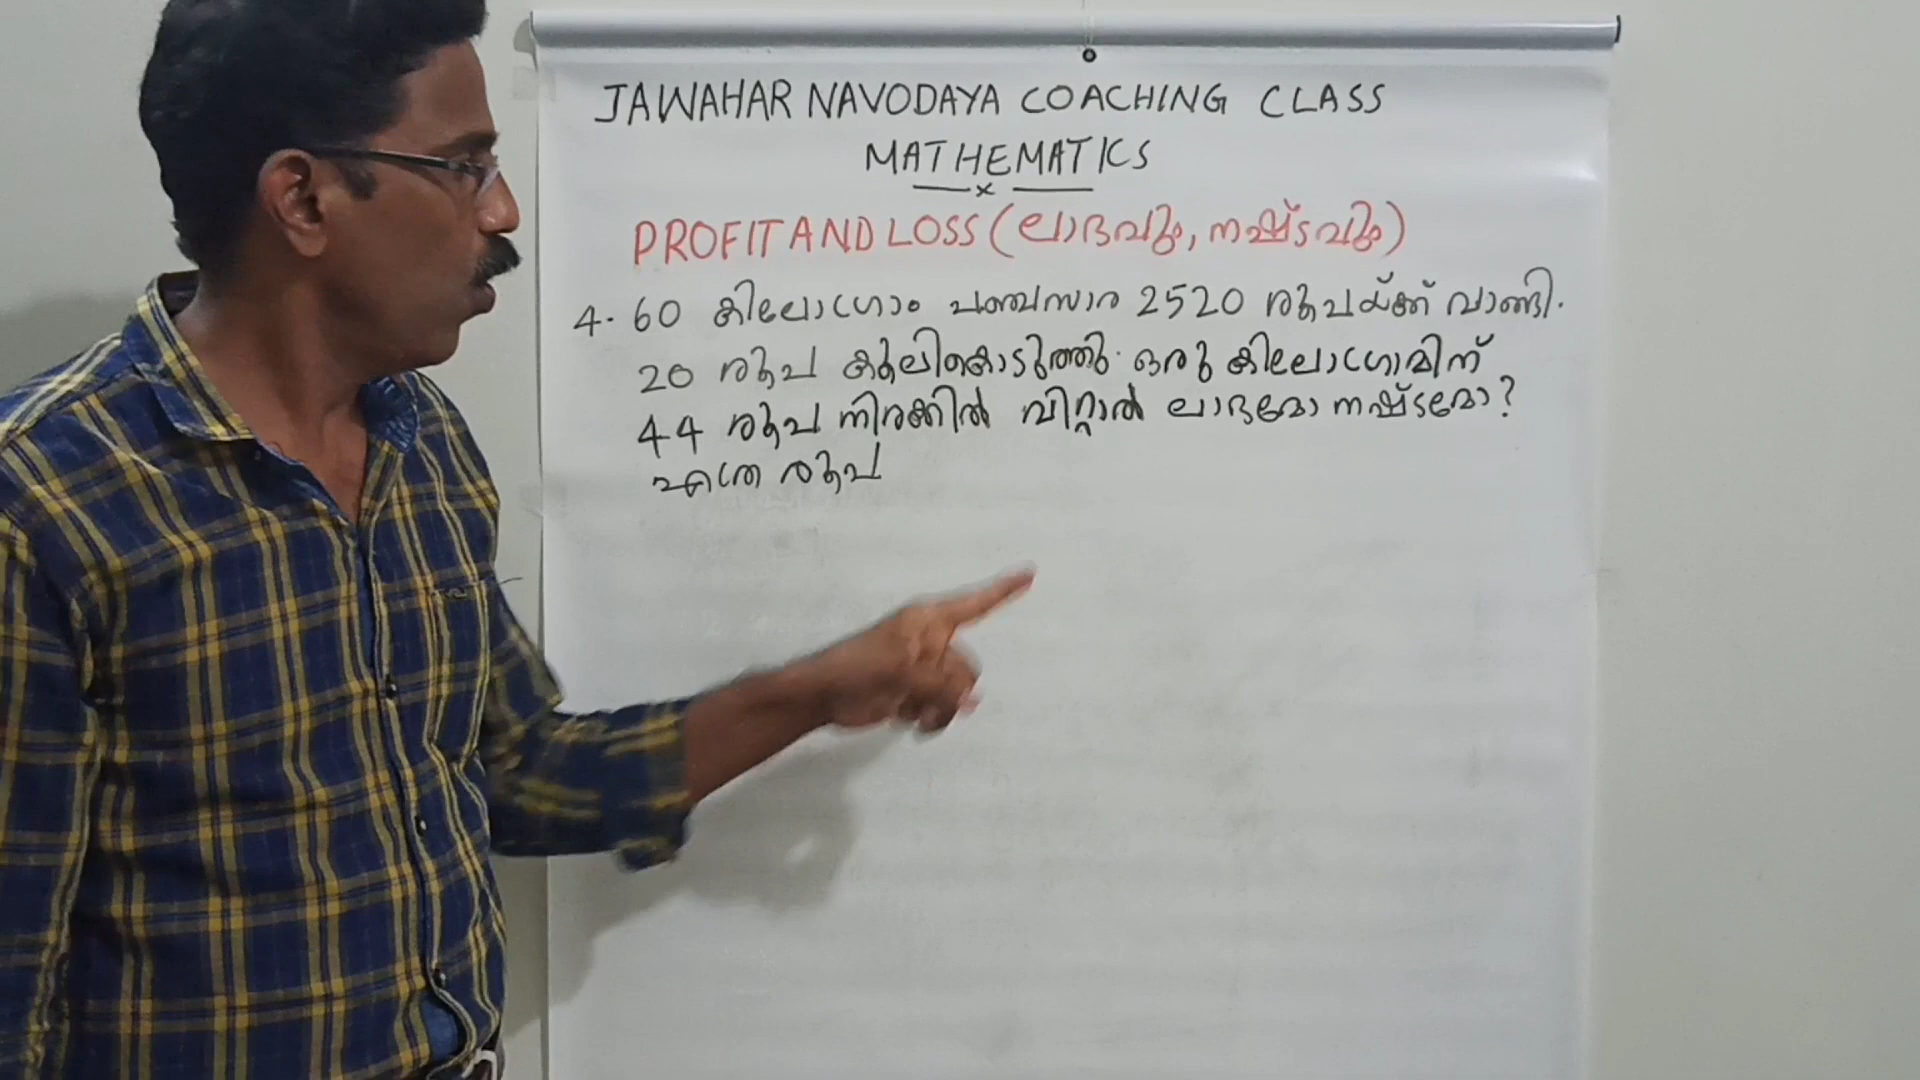 JAWAHAR NAVODAYA COACHING CLASS
MATHEMATICS
PROFIT AND LOSS (ലാഭവും, നഷ്ടവും)
4. 60 കിലോഗ്രാം പഞ്ചസാര 2520 രൂപയ്ക്ക് വാങ്ങി.
20 രൂപ കൂലികൊടുത്തു. ഒരു കിലോഗ്രാമിന്
44 രൂപ നിരക്കിൽ വിറ്റാൽ ലാഭമോ നഷ്ടമോ?
എത്ര രൂപ